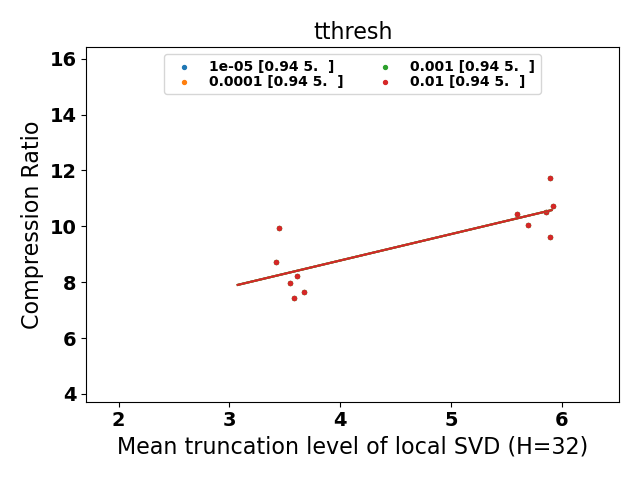 tthresh
1e-05 [0.94 5.  ]
0.0001 [0.94 5.  ]
0.001 [0.94 5.  ]
0.01 [0.94 5.  ]
Compression Ratio
16
14
12
10
8
6
4
2 3 4 5 6
Mean truncation level of local SVD (H=32)